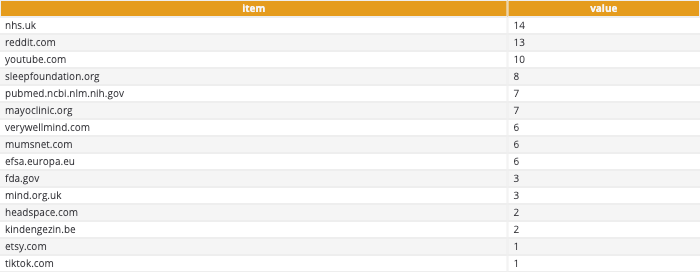 item value
nhs.uk 14
reddit.com 13
youtube.com 10
sleepfoundation.org 8
pubmed.ncbi.nlm.nih.gov 7
mayoclinic.org 7
verywellmind.com 6
mumsnet.com 6
efsa.europa.eu 6
fda.gov 3
mind.org.uk 3
headspace.com 2
kindengezin.be 2
etsy.com 1
tiktok.com 1